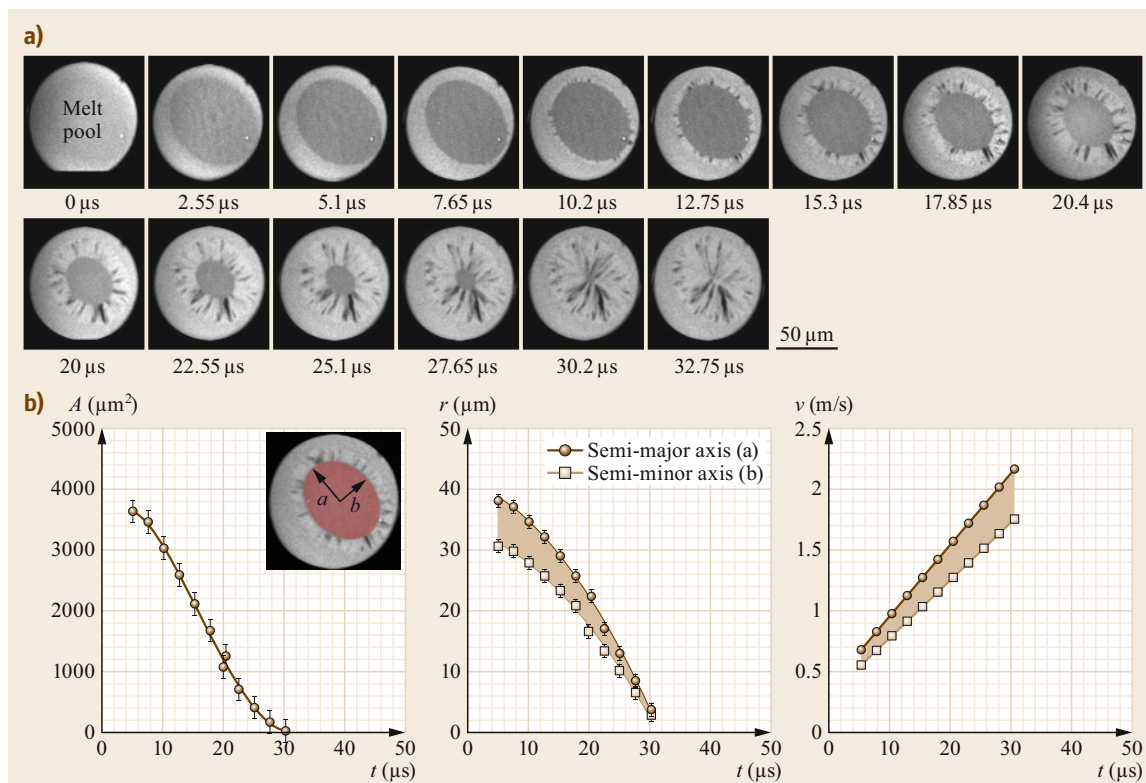 a)
Melt
pool
0 µs 2.55 µs 5.1 µs 7.65 µs 10.2 µs 12.75 µs 15.3 µs 17.85 µs 20.4 µs
20 µs 22.55 µs 25.1 µs 27.65 µs 30.2 µs 32.75 µs
50 µm
b) A (µm²) r (µm) v (m/s)
5000
4000
3000
2000
1000
0
0 10 20 30 40 50
t (µs)
a b
50
40
30
20
10
0
0 10 20 30 40 50
t (µs)
Semi-major axis (a)
Semi-minor axis (b)
2.5
2
1.5
1
0.5
0
0 10 20 30 40 50
t (µs)